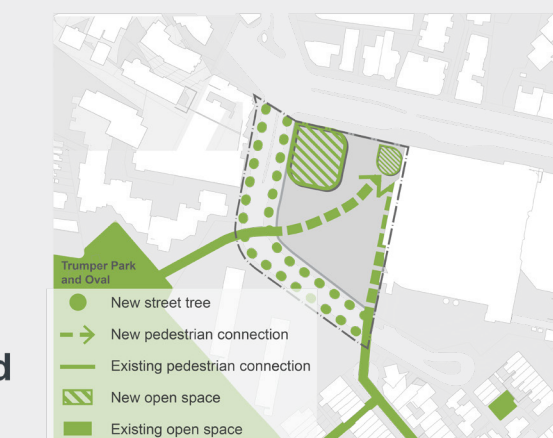 Trumper Park
and Oval
New street tree
New pedestrian connection
Existing pedestrian connection
New open space
Existing open space